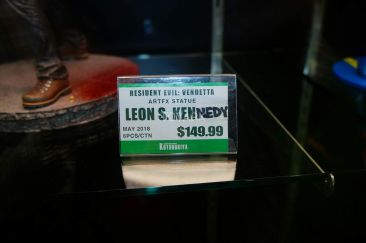 RESIDENT EVIL: VENDETTA
ARTFX STATUE
LEON S. KENNEDY
MAY 2018
6PCS/CTN
$149.99
KOTOBUKIYA